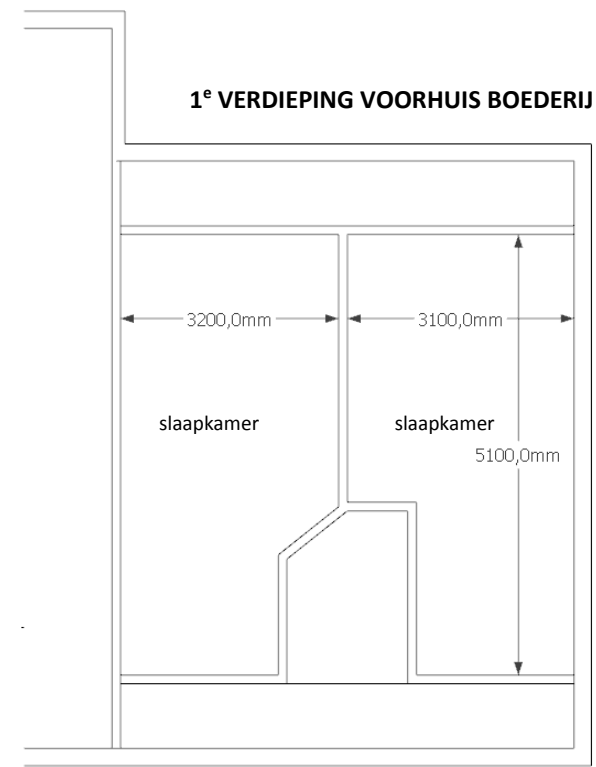 1e VERDIEPING VOORHUIS BOEDERIJ
3200,0mm
3100,0mm
slaapkamer
slaapkamer
5100,0mm